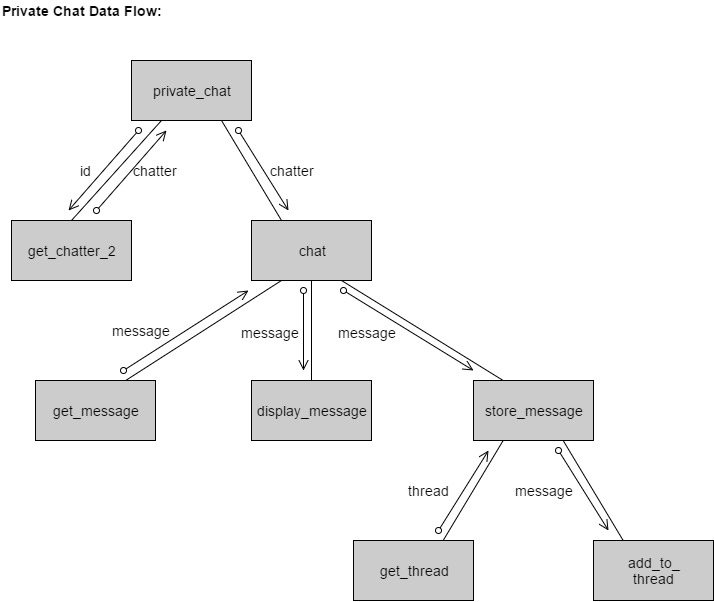 Private Chat Data Flow:
private_chat
id
chatter
chatter
get_chatter_2
chat
message
message
message
get_message
display_message
store_message
thread
message
get_thread
add_to_
thread